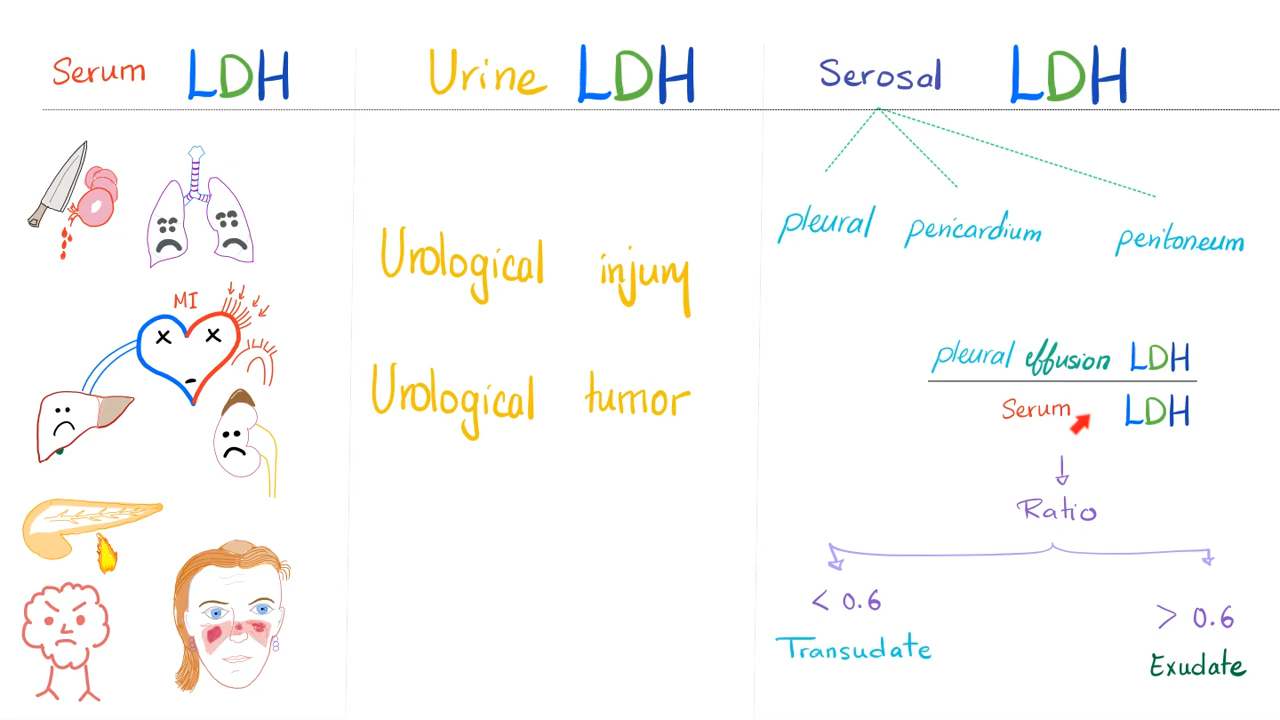 Serum LDH
Urine LDH
Serosal LDH
MI
Urological injury
Urological tumor
pleural pericardium peritoneum
pleural effusion LDH
Serum LDH
Ratio
< 0.6
Transudate
> 0.6
Exudate